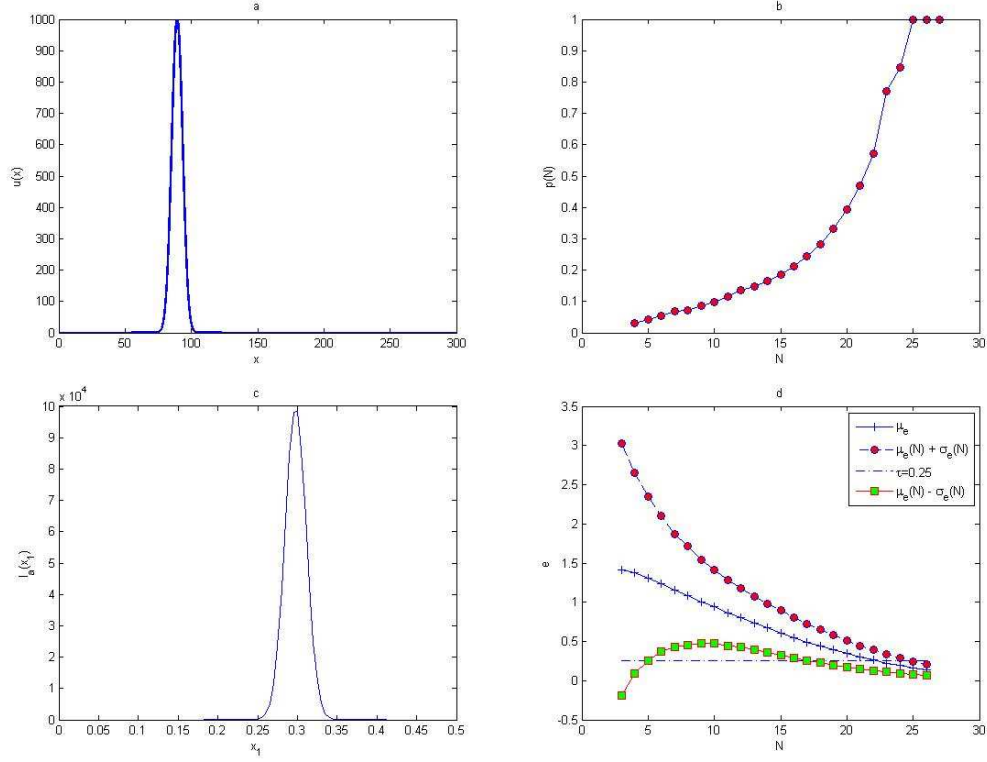 a
1000
900
800
700
600
500
400
300
200
100
0
u(x)
0 50 100 150 200 250 300
x
b
1
0.9
0.8
0.7
0.6
0.5
0.4
0.3
0.2
0.1
0
p(N)
0 5 10 15 20 25 30
N
c
x 10⁴
10
9
8
7
6
5
4
3
2
1
0
I_a(x_1)
0 0.05 0.1 0.15 0.2 0.25 0.3 0.35 0.4 0.45 0.5
x_1
d
3.5
3
2.5
2
1.5
1
0.5
0
-0.5
e
0 5 10 15 20 25 30
N
μ_e
μ_e(N) + σ_e(N)
τ=0.25
μ_e(N) - σ_e(N)